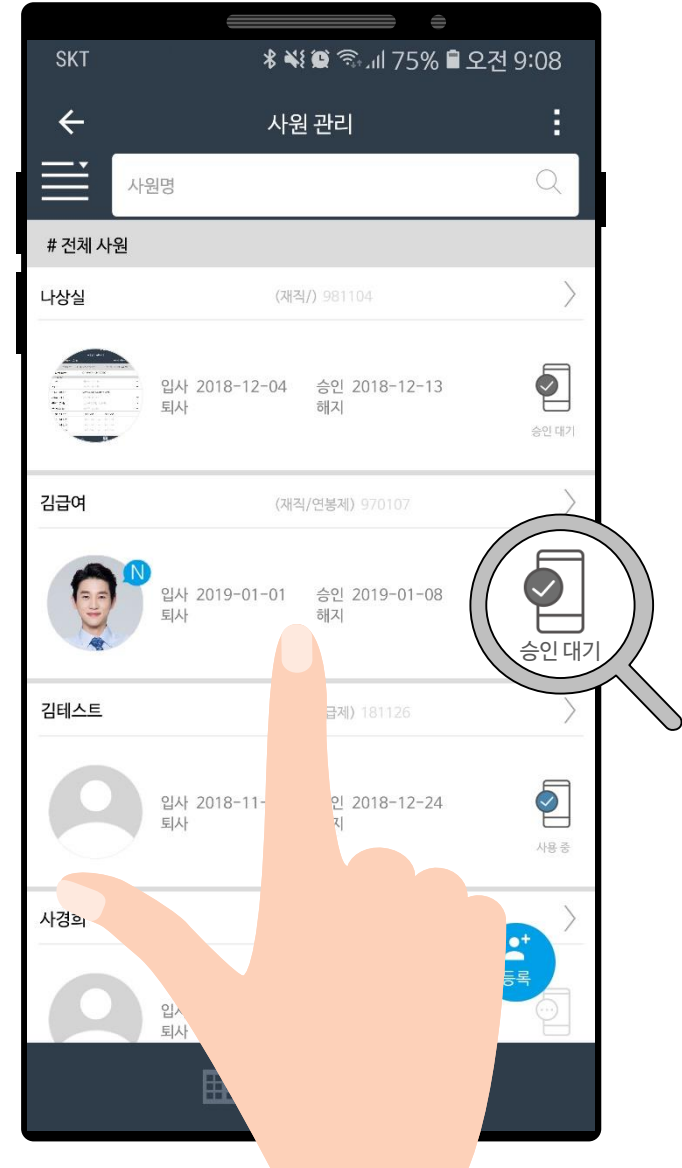 SKT 75% 오전 9:08
사원 관리
사원명
# 전체 사원
나상실 (재직/) 981104
입사 2018-12-04 승인 2018-12-13
퇴사 해지
승인 대기
김급여 (재직/연봉제) 970107
N
입사 2019-01-01 승인 2019-01-08
퇴사 해지
승인 대기
김테스트 급제) 181126
입사 2018-11- 인 2018-12-24
퇴사 지
사용 중
사경희
등록
입사
퇴사